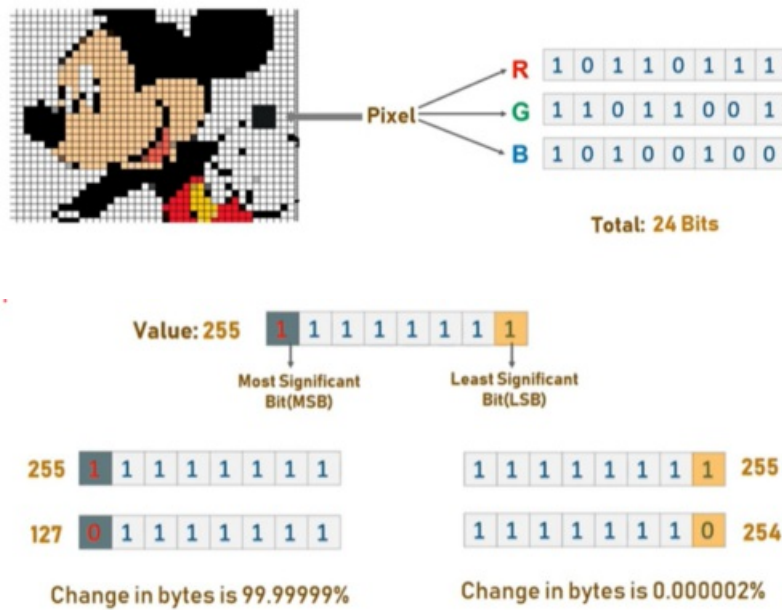 R 1 0 1 1 0 1 1 1
Pixel
G 1 1 0 1 1 0 0 1
B 1 0 1 0 0 1 0 0
Total: 24 Bits
Value: 255 1 1 1 1 1 1 1 1
Most Significant
Bit(MSB)
Least Significant
Bit(LSB)
255 1 1 1 1 1 1 1 1
1 1 1 1 1 1 1 1 255
127 0 1 1 1 1 1 1 1
1 1 1 1 1 1 1 0 254
Change in bytes is 99.99999%
Change in bytes is 0.000002%